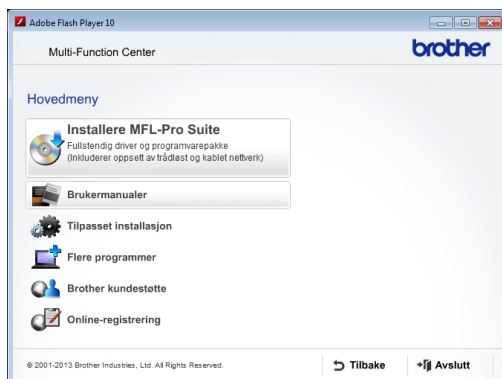 Adobe Flash Player 10
Multi-Function Center
brother
Hovedmeny
Installere MFL-Pro Suite
Fullstendig driver og programvarepakke
(Inkluderer oppsett av trådløst og kablet nettverk)
Brukermanualer
Tilpasset installasjon
Flere programmer
Brother kundestøtte
Online-registrering
© 2001-2013 Brother Industries, Ltd. All Rights Reserved.
Tilbake
Avslutt